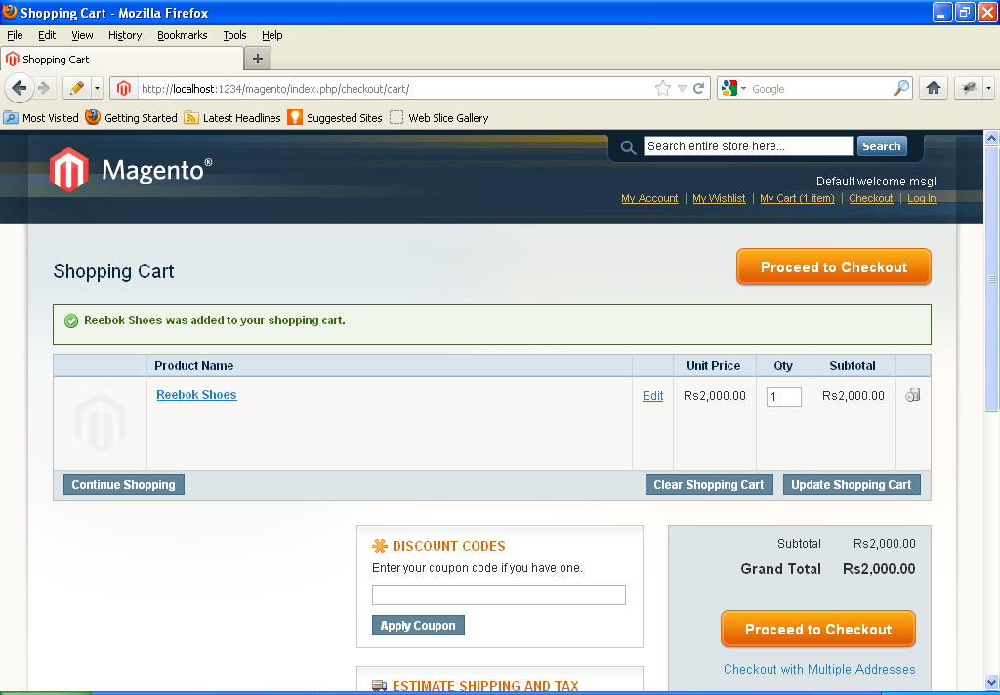 Shopping Cart - Mozilla Firefox
File Edit View History Bookmarks Tools Help
Shopping Cart
http://localhost:1234/magento/index.php/checkout/cart/
Google
Most Visited Getting Started Latest Headlines Suggested Sites Web Slice Gallery
Magento®
Search entire store here...
Search
Default welcome msg!
My Account | My Wishlist | My Cart (1 item) | Checkout | Log In
Shopping Cart
Proceed to Checkout
Reebok Shoes was added to your shopping cart.
Product Name Unit Price Qty Subtotal
Reebok Shoes Edit Rs2,000.00 1 Rs2,000.00
Continue Shopping Clear Shopping Cart Update Shopping Cart
DISCOUNT CODES
Enter your coupon code if you have one.
Apply Coupon
ESTIMATE SHIPPING AND TAX
Subtotal Rs2,000.00
Grand Total Rs2,000.00
Proceed to Checkout
Checkout with Multiple Addresses